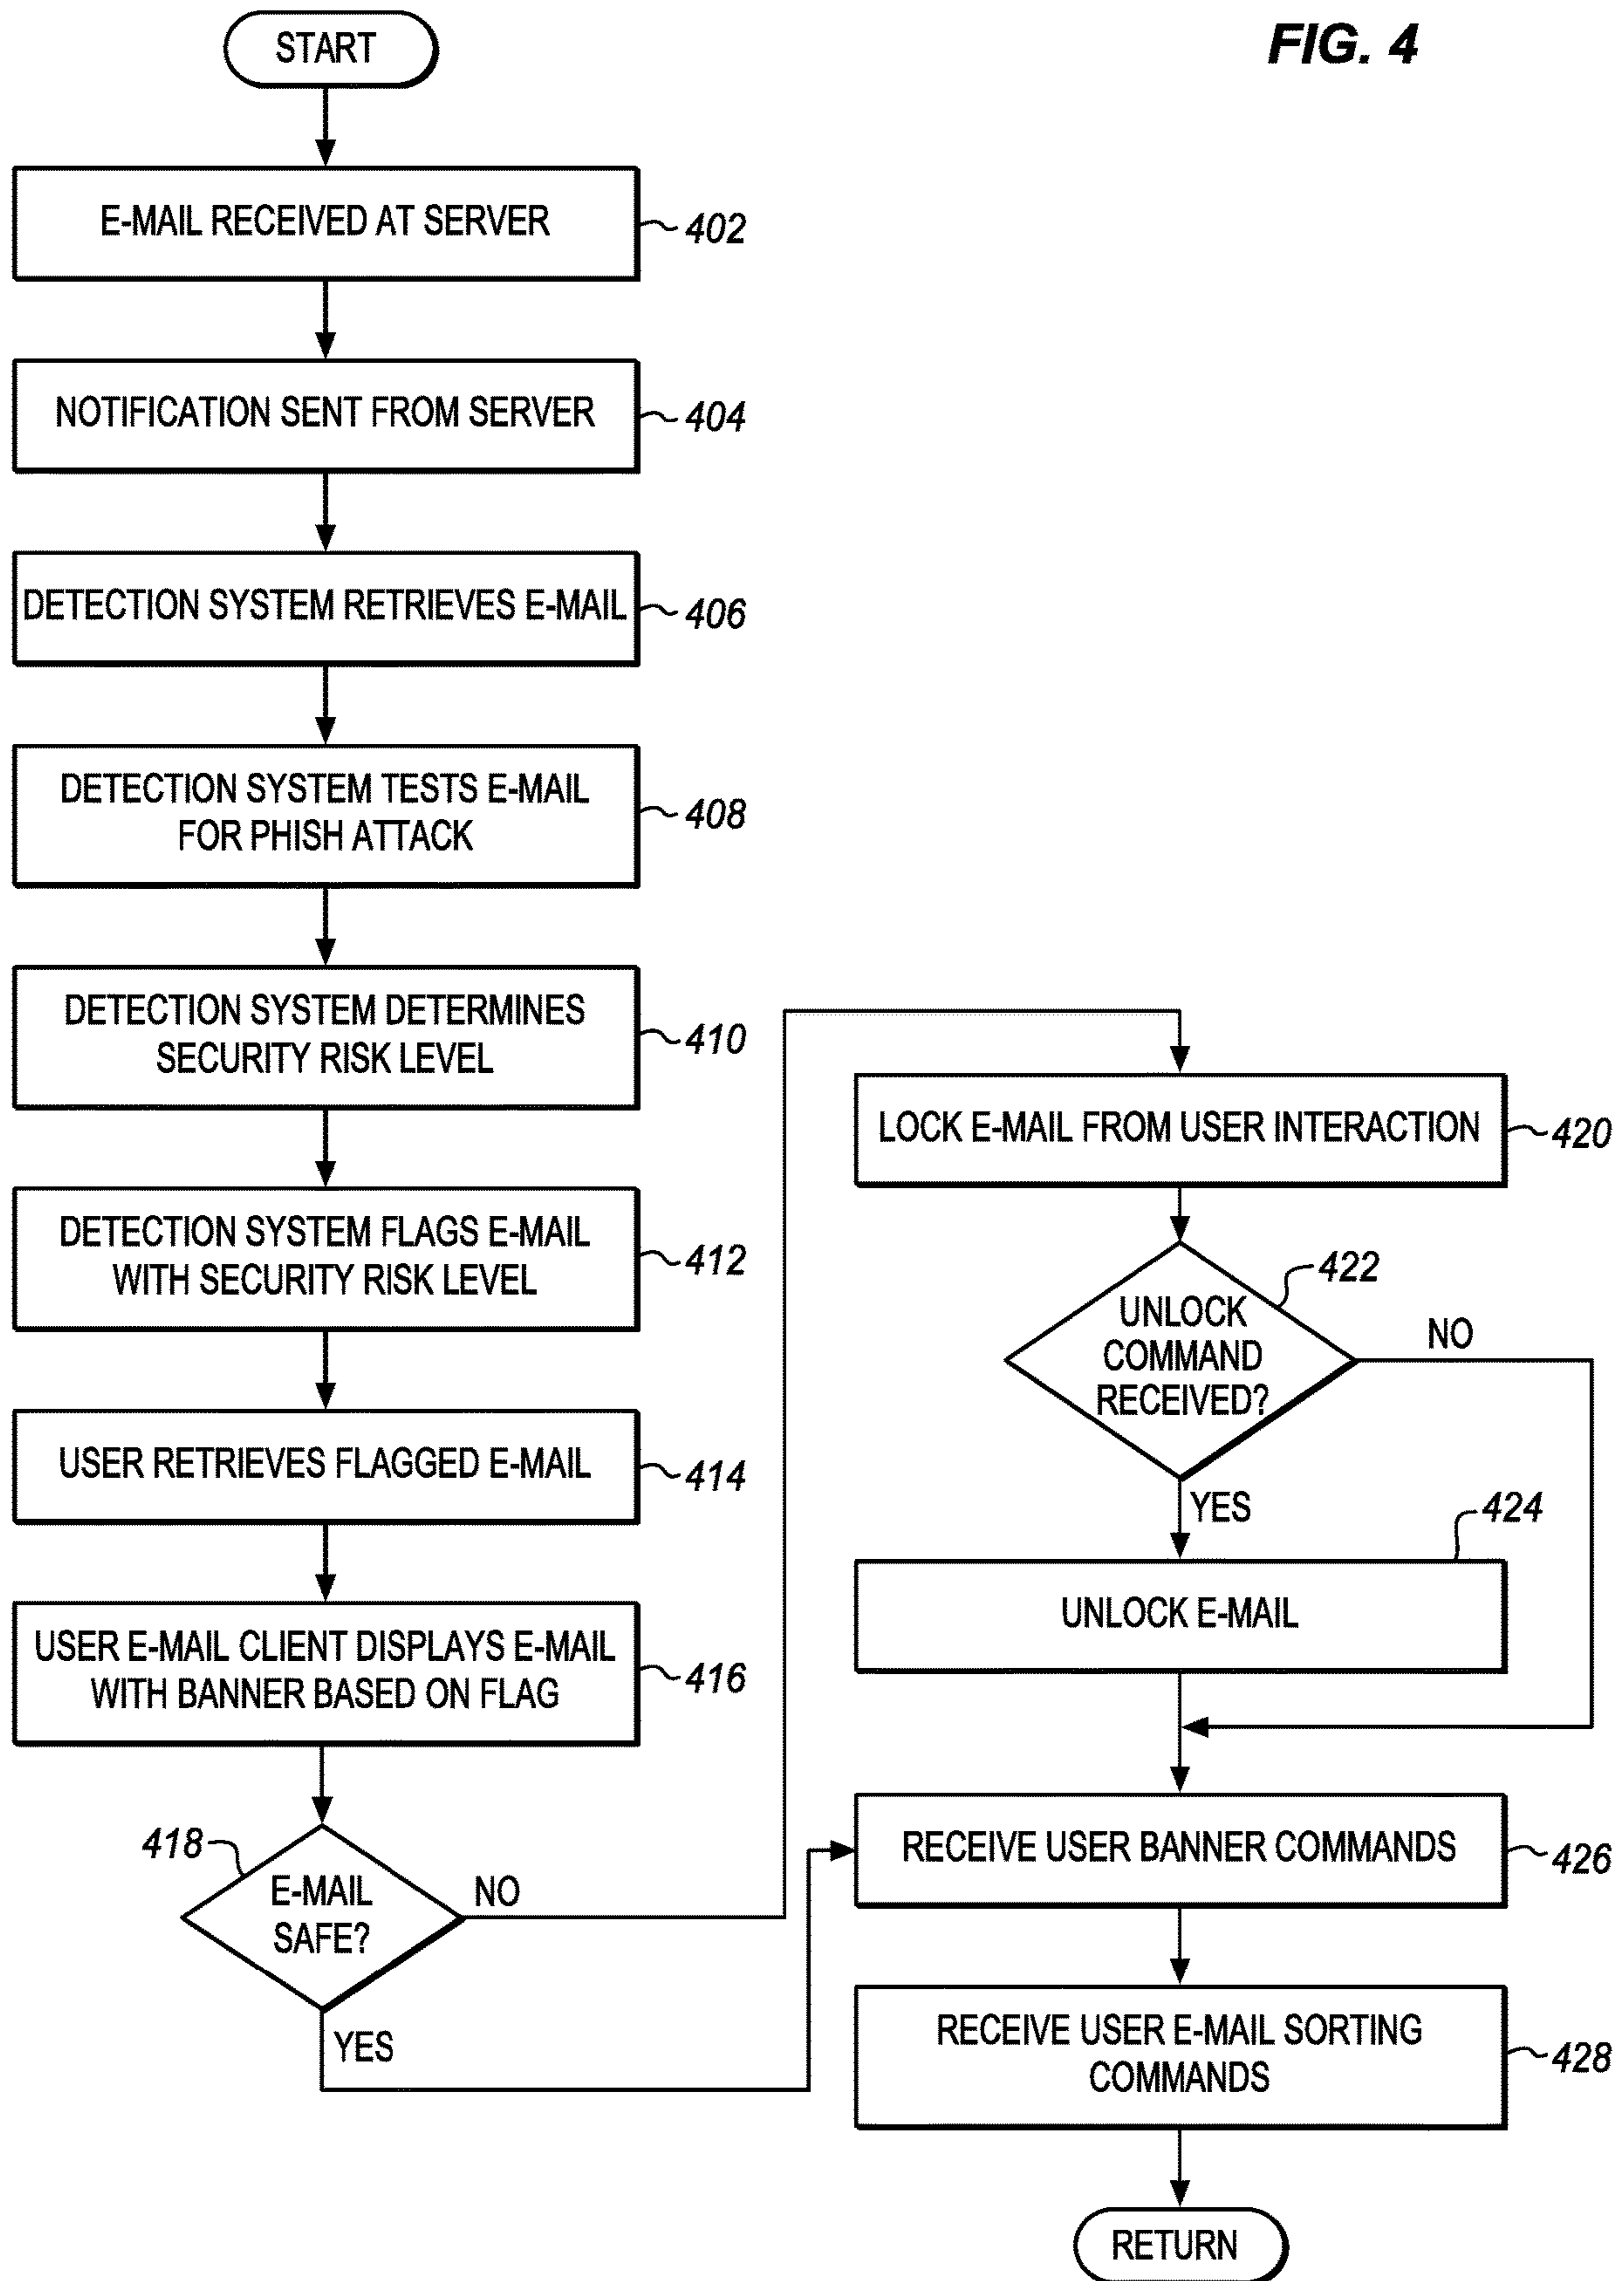 FIG. 4
START
E-MAIL RECEIVED AT SERVER
402
NOTIFICATION SENT FROM SERVER
404
DETECTION SYSTEM RETRIEVES E-MAIL
406
DETECTION SYSTEM TESTS E-MAIL
FOR PHISH ATTACK
408
DETECTION SYSTEM DETERMINES
SECURITY RISK LEVEL
410
DETECTION SYSTEM FLAGS E-MAIL
WITH SECURITY RISK LEVEL
412
USER RETRIEVES FLAGGED E-MAIL
414
USER E-MAIL CLIENT DISPLAYS E-MAIL
WITH BANNER BASED ON FLAG
416
418
E-MAIL
SAFE?
NO
YES
LOCK E-MAIL FROM USER INTERACTION
420
422
UNLOCK
COMMAND
RECEIVED?
NO
YES
424
UNLOCK E-MAIL
RECEIVE USER BANNER COMMANDS
426
RECEIVE USER E-MAIL SORTING
COMMANDS
428
RETURN